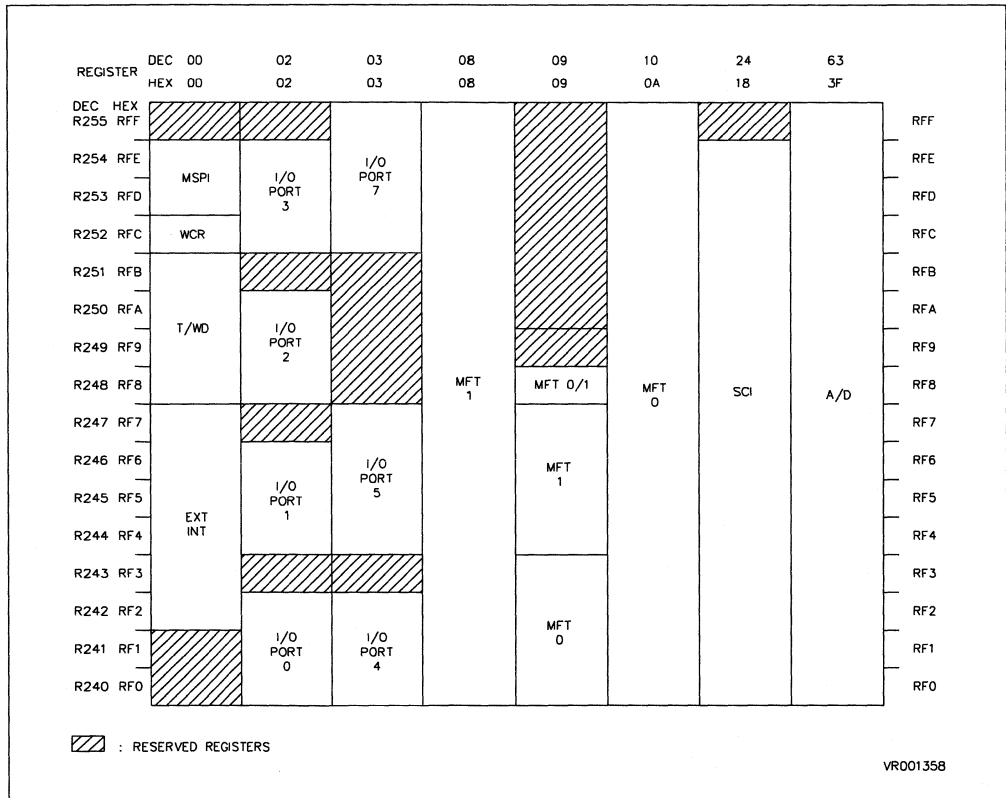 REGISTER
DEC 00 02 03 08 09 10 24 63
HEX 00 02 03 08 09 0A 18 3F
DEC HEX
R255 RFF RFF
R254 RFE RFE
MSPI
I/O
PORT
3
I/O
PORT
7
R253 RFD RFD
R252 RFC WCR RFC
R251 RFB RFB
R250 RFA RFA
T/WD
I/O
PORT
2
R249 RF9 RF9
R248 RF8 MFT 0/1 RF8
MFT
1
MFT
0
SCI
A/D
R247 RF7 RF7
R246 RF6 RF6
I/O
PORT
5
MFT
1
R245 RF5 RF5
I/O
PORT
1
EXT
INT
R244 RF4 RF4
R243 RF3 RF3
R242 RF2 RF2
I/O
PORT
0
I/O
PORT
4
MFT
0
R241 RF1 RF1
R240 RF0 RF0
: RESERVED REGISTERS
VR001358